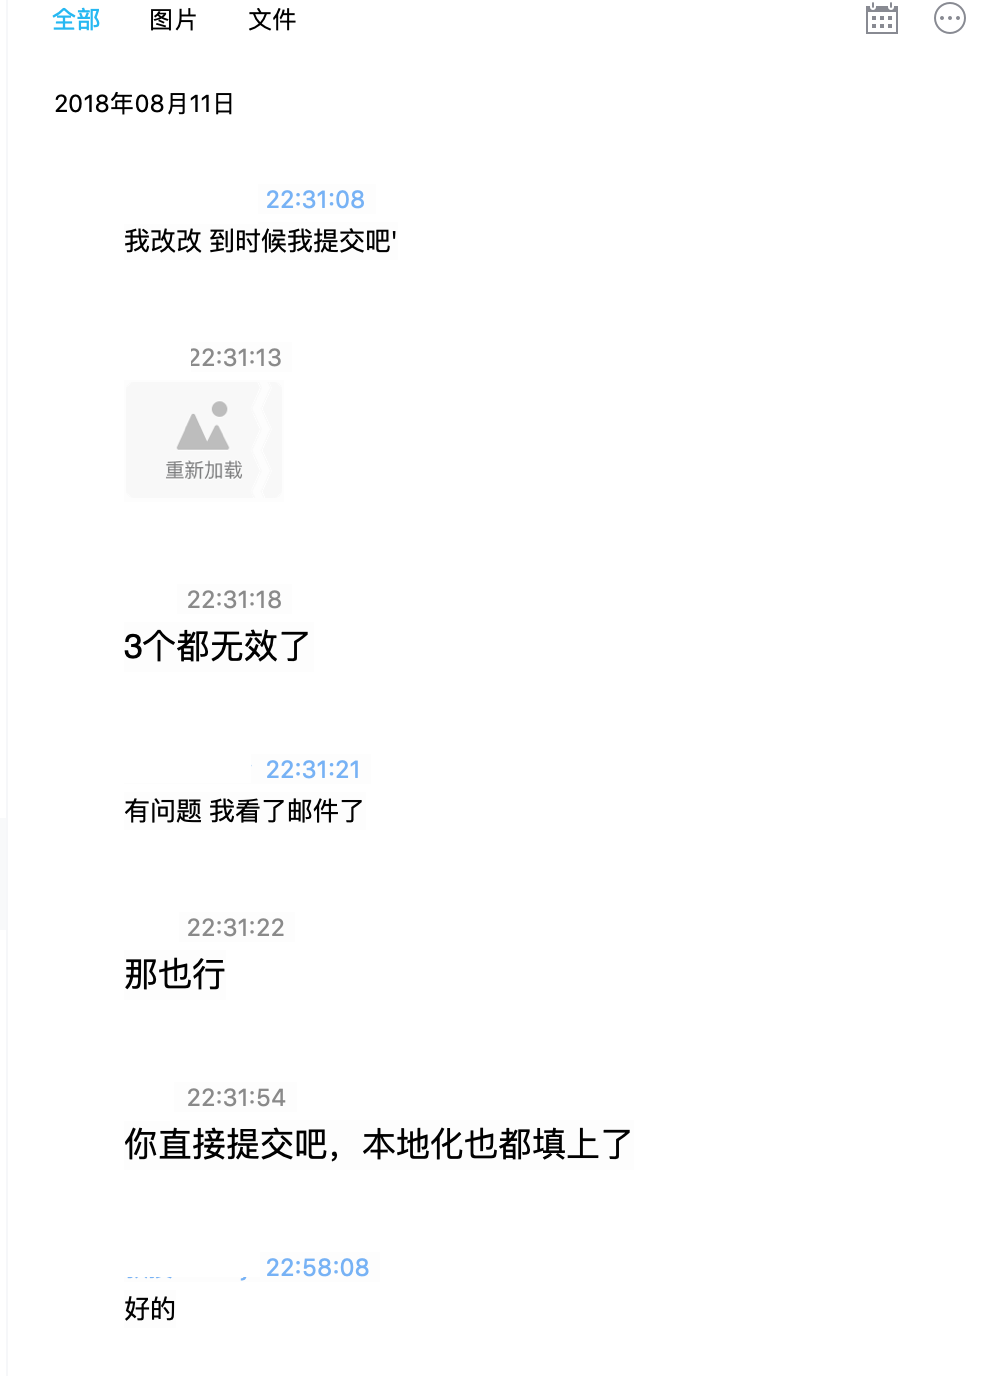 全部 图片 文件
2018年08月11日
22:31:08
我改改 到时候我提交吧'
22:31:13
重新加载
22:31:18
3个都无效了
22:31:21
有问题 我看了邮件了
22:31:22
那也行
22:31:54
你直接提交吧，本地化也都填上了
22:58:08
好的